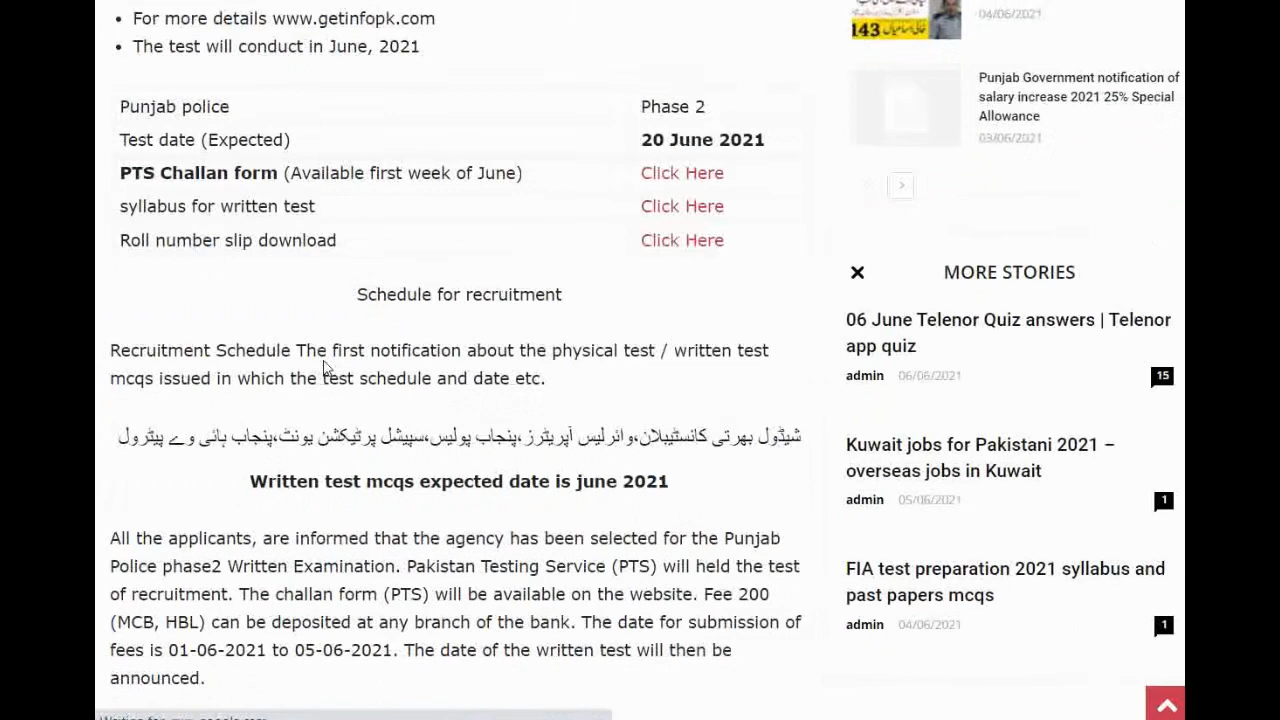 For more details www.getinfopk.com
The test will conduct in June, 2021
Punjab police Phase 2
Test date (Expected) 20 June 2021
PTS Challan form (Available first week of June) Click Here
syllabus for written test Click Here
Roll number slip download Click Here
Schedule for recruitment
Recruitment Schedule The first notification about the physical test / written test
mcqs issued in which the test schedule and date etc.
شیڈول بھرتی کانسٹیبلان،وائرلیس آپریٹرز،پنجاب پولیس،سپیشل پرٹیکشن یونٹ،پنجاب ہائی وے پیٹرول
Written test mcqs expected date is june 2021
All the applicants, are informed that the agency has been selected for the Punjab
Police phase2 Written Examination. Pakistan Testing Service (PTS) will held the test
of recruitment. The challan form (PTS) will be available on the website. Fee 200
(MCB, HBL) can be deposited at any branch of the bank. The date for submission of
fees is 01-06-2021 to 05-06-2021. The date of the written test will then be
announced.
143 خالی اسامیاں
04/06/2021
Punjab Government notification of
salary increase 2021 25% Special
Allowance
03/06/2021
MORE STORIES
06 June Telenor Quiz answers | Telenor
app quiz
admin 06/06/2021 15
Kuwait jobs for Pakistani 2021 –
overseas jobs in Kuwait
admin 05/06/2021 1
FIA test preparation 2021 syllabus and
past papers mcqs
admin 04/06/2021 1